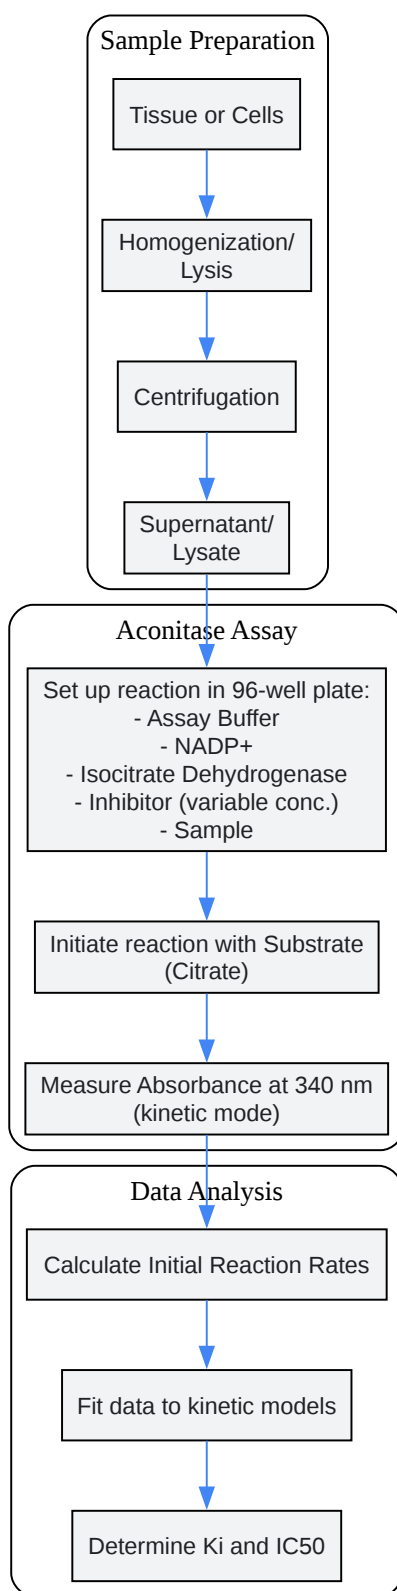 Sample Preparation
Tissue or Cells
Homogenization/
Lysis
Centrifugation
Supernatant/
Lysate
Aconitase Assay
Set up reaction in 96-well plate:
- Assay Buffer
- NADP+
- Isocitrate Dehydrogenase
- Inhibitor (variable conc.)
- Sample
Initiate reaction with Substrate
(Citrate)
Measure Absorbance at 340 nm
(kinetic mode)
Data Analysis
Calculate Initial Reaction Rates
Fit data to kinetic models
Determine Ki and IC50